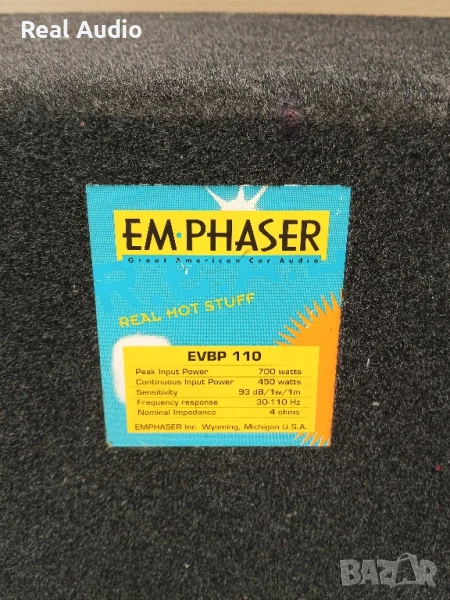 Real Audio
EM·PHASER
Great American Car Audio
REAL HOT STUFF
EVBP 110
Peak Input Power 700 watts
Continuous Input Power 450 watts
Sensitivity 93 dB/1w/1m
Frequency response 30-110 Hz
Nominal Impedance 4 ohms
EMPHASER Inc. Wyoming, Michigan U.S.A.
BAZAR